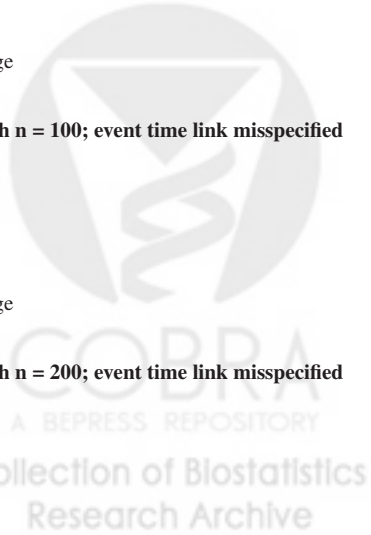 ge
h n = 100; event time link misspecified
ge
COBRA
h n = 200; event time link misspecified
A BEPRESS REPOSITORY
ollection of Biostatistics
Research Archive